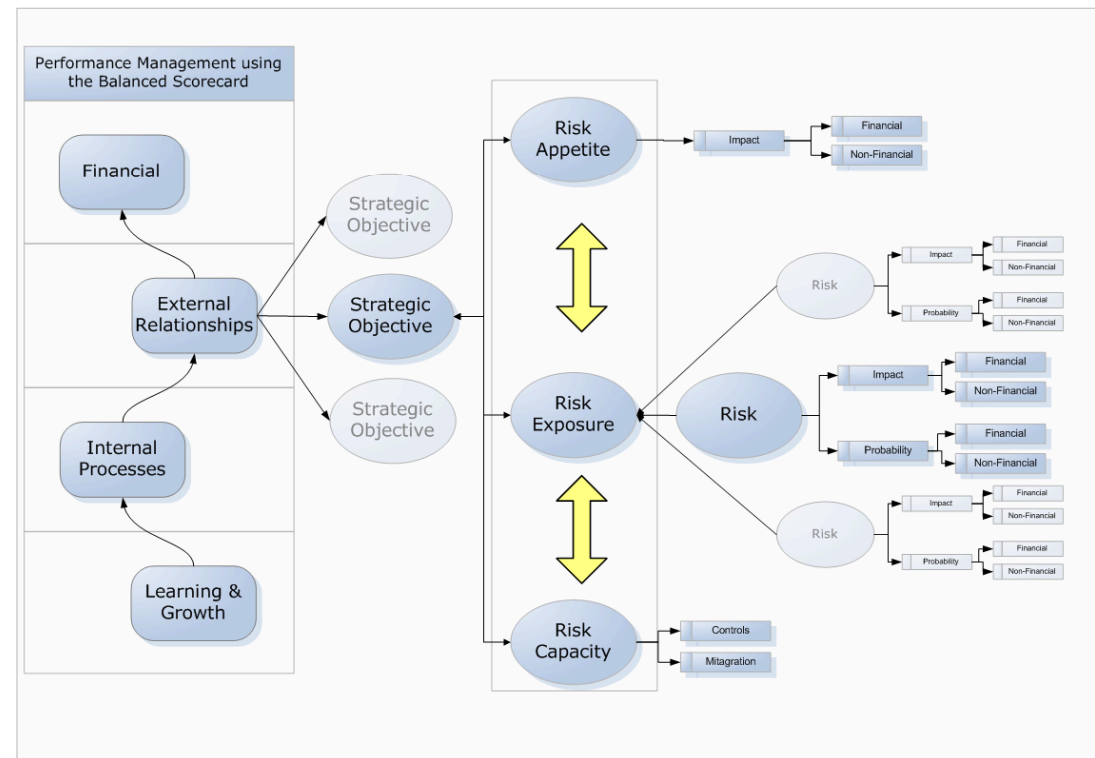 Performance Management using
the Balanced Scorecard
Financial
External
Relationships
Internal
Processes
Learning &
Growth
Strategic
Objective
Strategic
Objective
Strategic
Objective
Risk
Appetite
Impact
Financial
Non-Financial
Risk
Exposure
Risk
Impact
Financial
Non-Financial
Probability
Financial
Non-Financial
Risk
Impact
Financial
Non-Financial
Probability
Financial
Non-Financial
Risk
Impact
Financial
Non-Financial
Probability
Financial
Non-Financial
Risk
Capacity
Controls
Mitagration